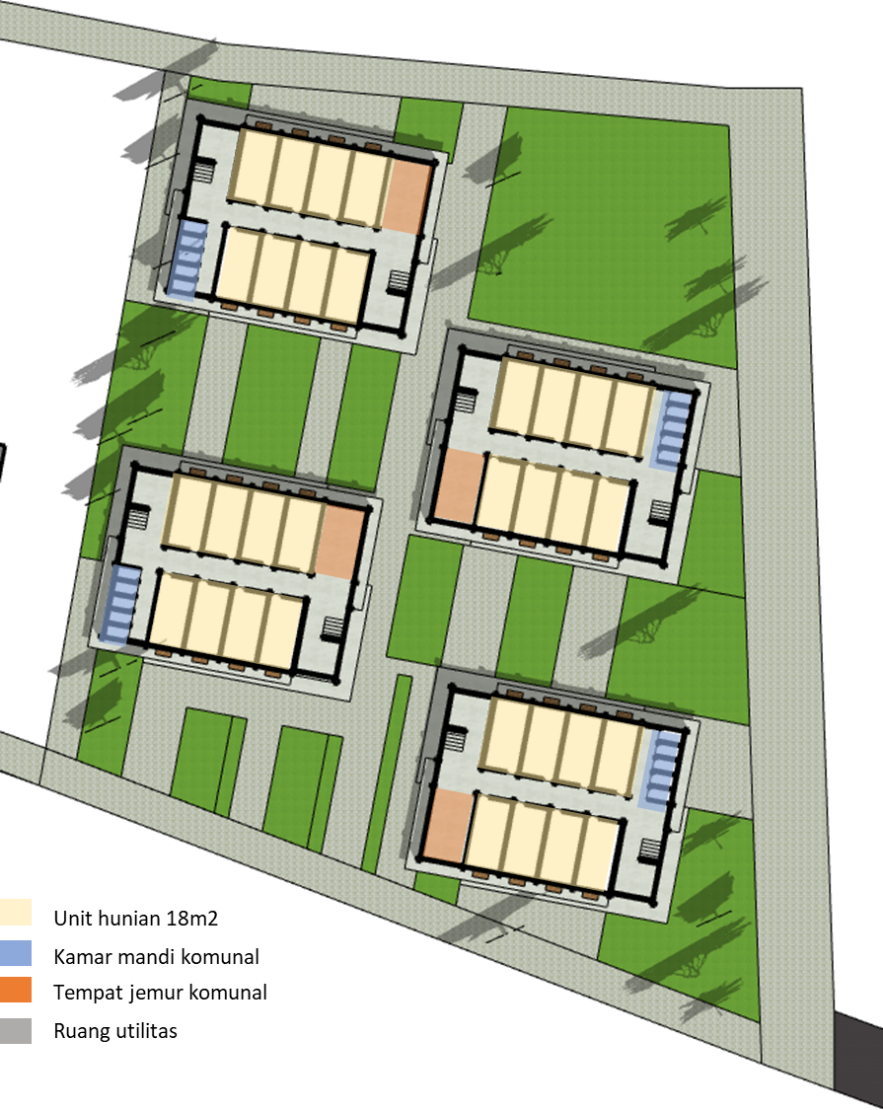 Unit hunian 18m2
Kamar mandi komunal
Tempat jemur komunal
Ruang utilitas